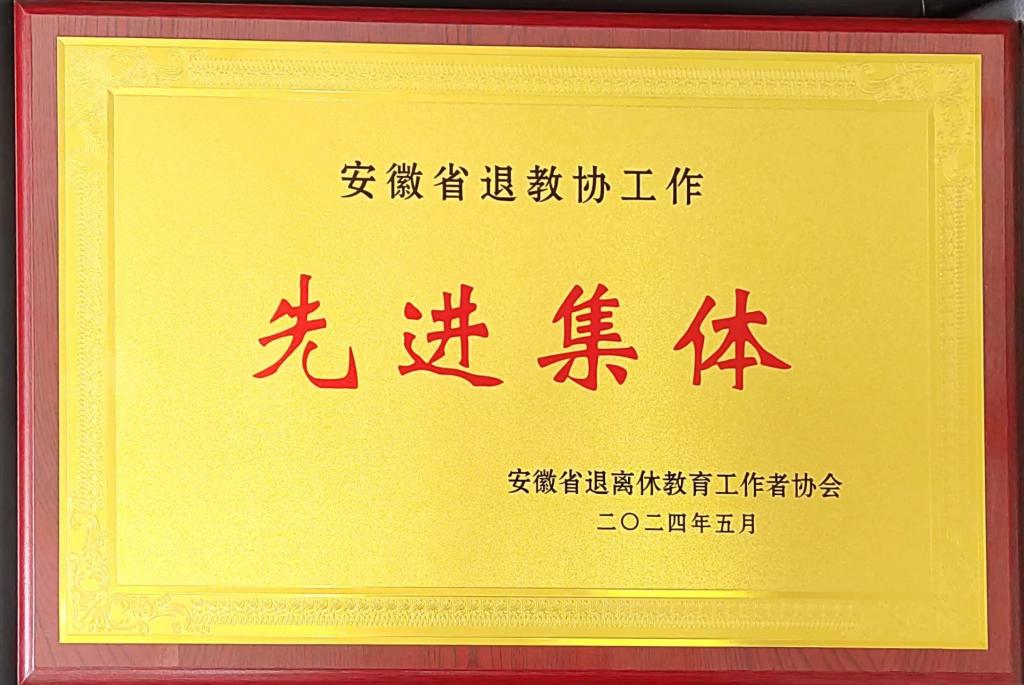 安徽省退教协工作
先进集体
安徽省退离休教育工作者协会
二〇二四年五月